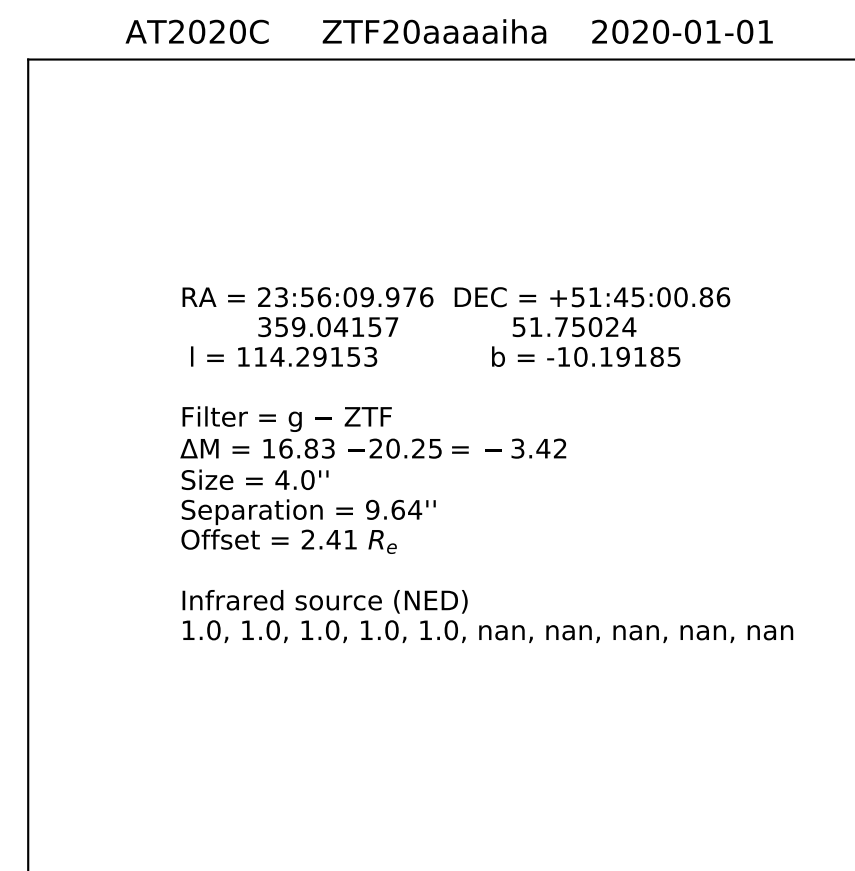 AT2020C ZTF20aaaaiha 2020-01-01
RA = 23:56:09.976 DEC = +51:45:00.86
359.04157 51.75024
l = 114.29153 b = -10.19185
Filter = g − ZTF
ΔM = 16.83 −20.25 = −3.42
Size = 4.0''
Separation = 9.64''
Offset = 2.41 Re
Infrared source (NED)
1.0, 1.0, 1.0, 1.0, 1.0, nan, nan, nan, nan, nan